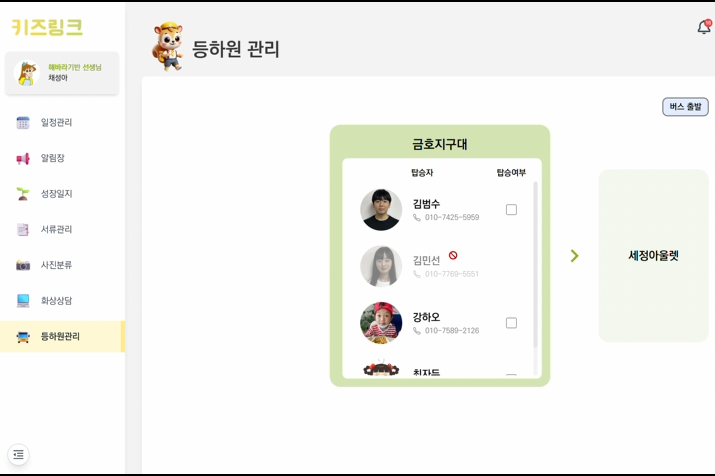 키즈링크
해바라기반 선생님
채성아
일정관리
알림장
성장일지
서류관리
사진분류
화상상담
등하원관리
등하원 관리
버스 출발
금호지구대
탑승자 탑승여부
김범수
010-7425-5959
김민선
010-7769-5551
강하오
010-7589-2126
세정아울렛